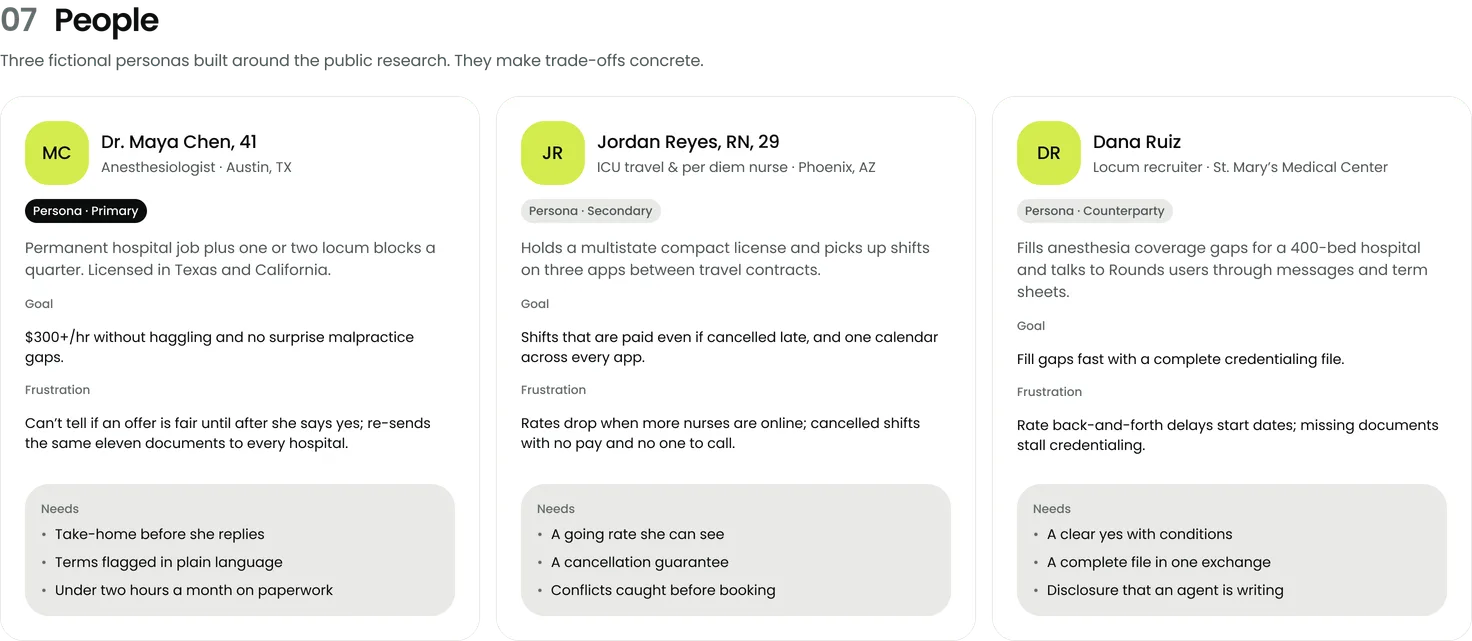 07 People
Three fictional personas built around the public research. They make trade-offs concrete.
MC
Dr. Maya Chen, 41
Anesthesiologist · Austin, TX
Persona · Primary
Permanent hospital job plus one or two locum blocks a
quarter. Licensed in Texas and California.
Goal
$300+/hr without haggling and no surprise malpractice
gaps.
Frustration
Can’t tell if an offer is fair until after she says yes; re-sends
the same eleven documents to every hospital.
Needs
• Take-home before she replies
• Terms flagged in plain language
• Under two hours a month on paperwork
JR
Jordan Reyes, RN, 29
ICU travel & per diem nurse · Phoenix, AZ
Persona · Secondary
Holds a multistate compact license and picks up shifts
on three apps between travel contracts.
Goal
Shifts that are paid even if cancelled late, and one calendar
across every app.
Frustration
Rates drop when more nurses are online; cancelled shifts
with no pay and no one to call.
Needs
• A going rate she can see
• A cancellation guarantee
• Conflicts caught before booking
DR
Dana Ruiz
Locum recruiter · St. Mary’s Medical Center
Persona · Counterparty
Fills anesthesia coverage gaps for a 400-bed hospital
and talks to Rounds users through messages and term
sheets.
Goal
Fill gaps fast with a complete credentialing file.
Frustration
Rate back-and-forth delays start dates; missing documents
stall credentialing.
Needs
• A clear yes with conditions
• A complete file in one exchange
• Disclosure that an agent is writing